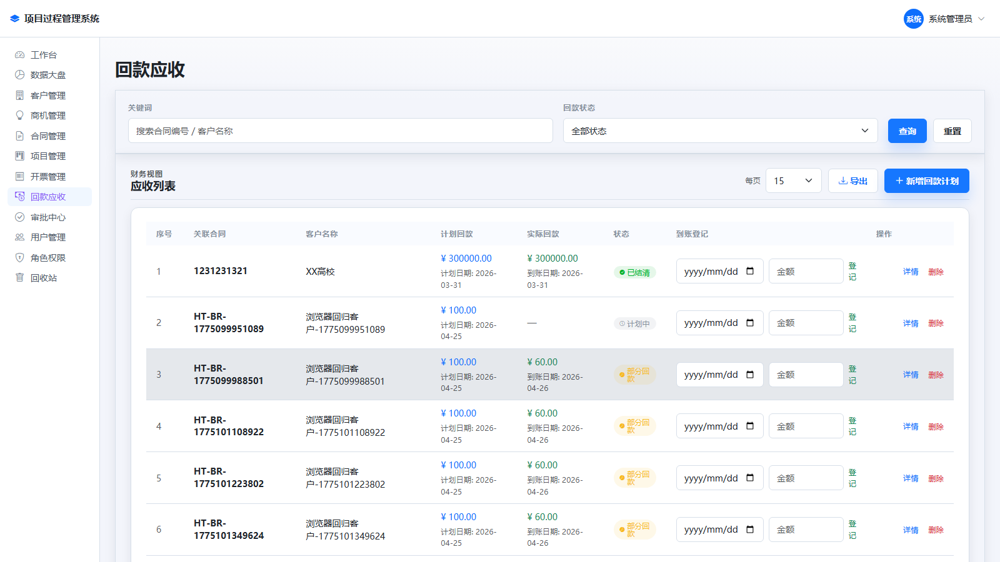 项目过程管理系统
系统 系统管理员
工作台
数据大盘
客户管理
商机管理
合同管理
项目管理
开票管理
回款应收
审批中心
用户管理
角色权限
回收站
回款应收
关键词
回款状态
搜索合同编号 / 客户名称
全部状态
查询
重置
财务视图
应收列表
每页
15
导出
新增回款计划
序号 关联合同 客户名称 计划回款 实际回款 状态 到账登记 操作
1
1231231321
XX高校
¥ 300000.00
计划日期: 2026-
03-31
¥ 300000.00
到账日期: 2026-
03-31
已结清
yyyy/mm/dd
金额
登
记
详情
删除
2
HT-BR-
1775099951089
浏览器回归客
户-1775099951089
¥ 100.00
计划日期: 2026-
04-25
—
计划中
yyyy/mm/dd
金额
登
记
详情
删除
3
HT-BR-
1775099988501
浏览器回归客
户-1775099988501
¥ 100.00
计划日期: 2026-
04-25
¥ 60.00
到账日期: 2026-
04-26
部分回
款
yyyy/mm/dd
金额
登
记
详情
删除
4
HT-BR-
1775101108922
浏览器回归客
户-1775101108922
¥ 100.00
计划日期: 2026-
04-25
¥ 60.00
到账日期: 2026-
04-26
部分回
款
yyyy/mm/dd
金额
登
记
详情
删除
5
HT-BR-
1775101223802
浏览器回归客
户-1775101223802
¥ 100.00
计划日期: 2026-
04-25
¥ 60.00
到账日期: 2026-
04-26
部分回
款
yyyy/mm/dd
金额
登
记
详情
删除
6
HT-BR-
1775101349624
浏览器回归客
户-1775101349624
¥ 100.00
计划日期: 2026-
04-25
¥ 60.00
到账日期: 2026-
04-26
部分回
款
yyyy/mm/dd
金额
登
记
详情
删除